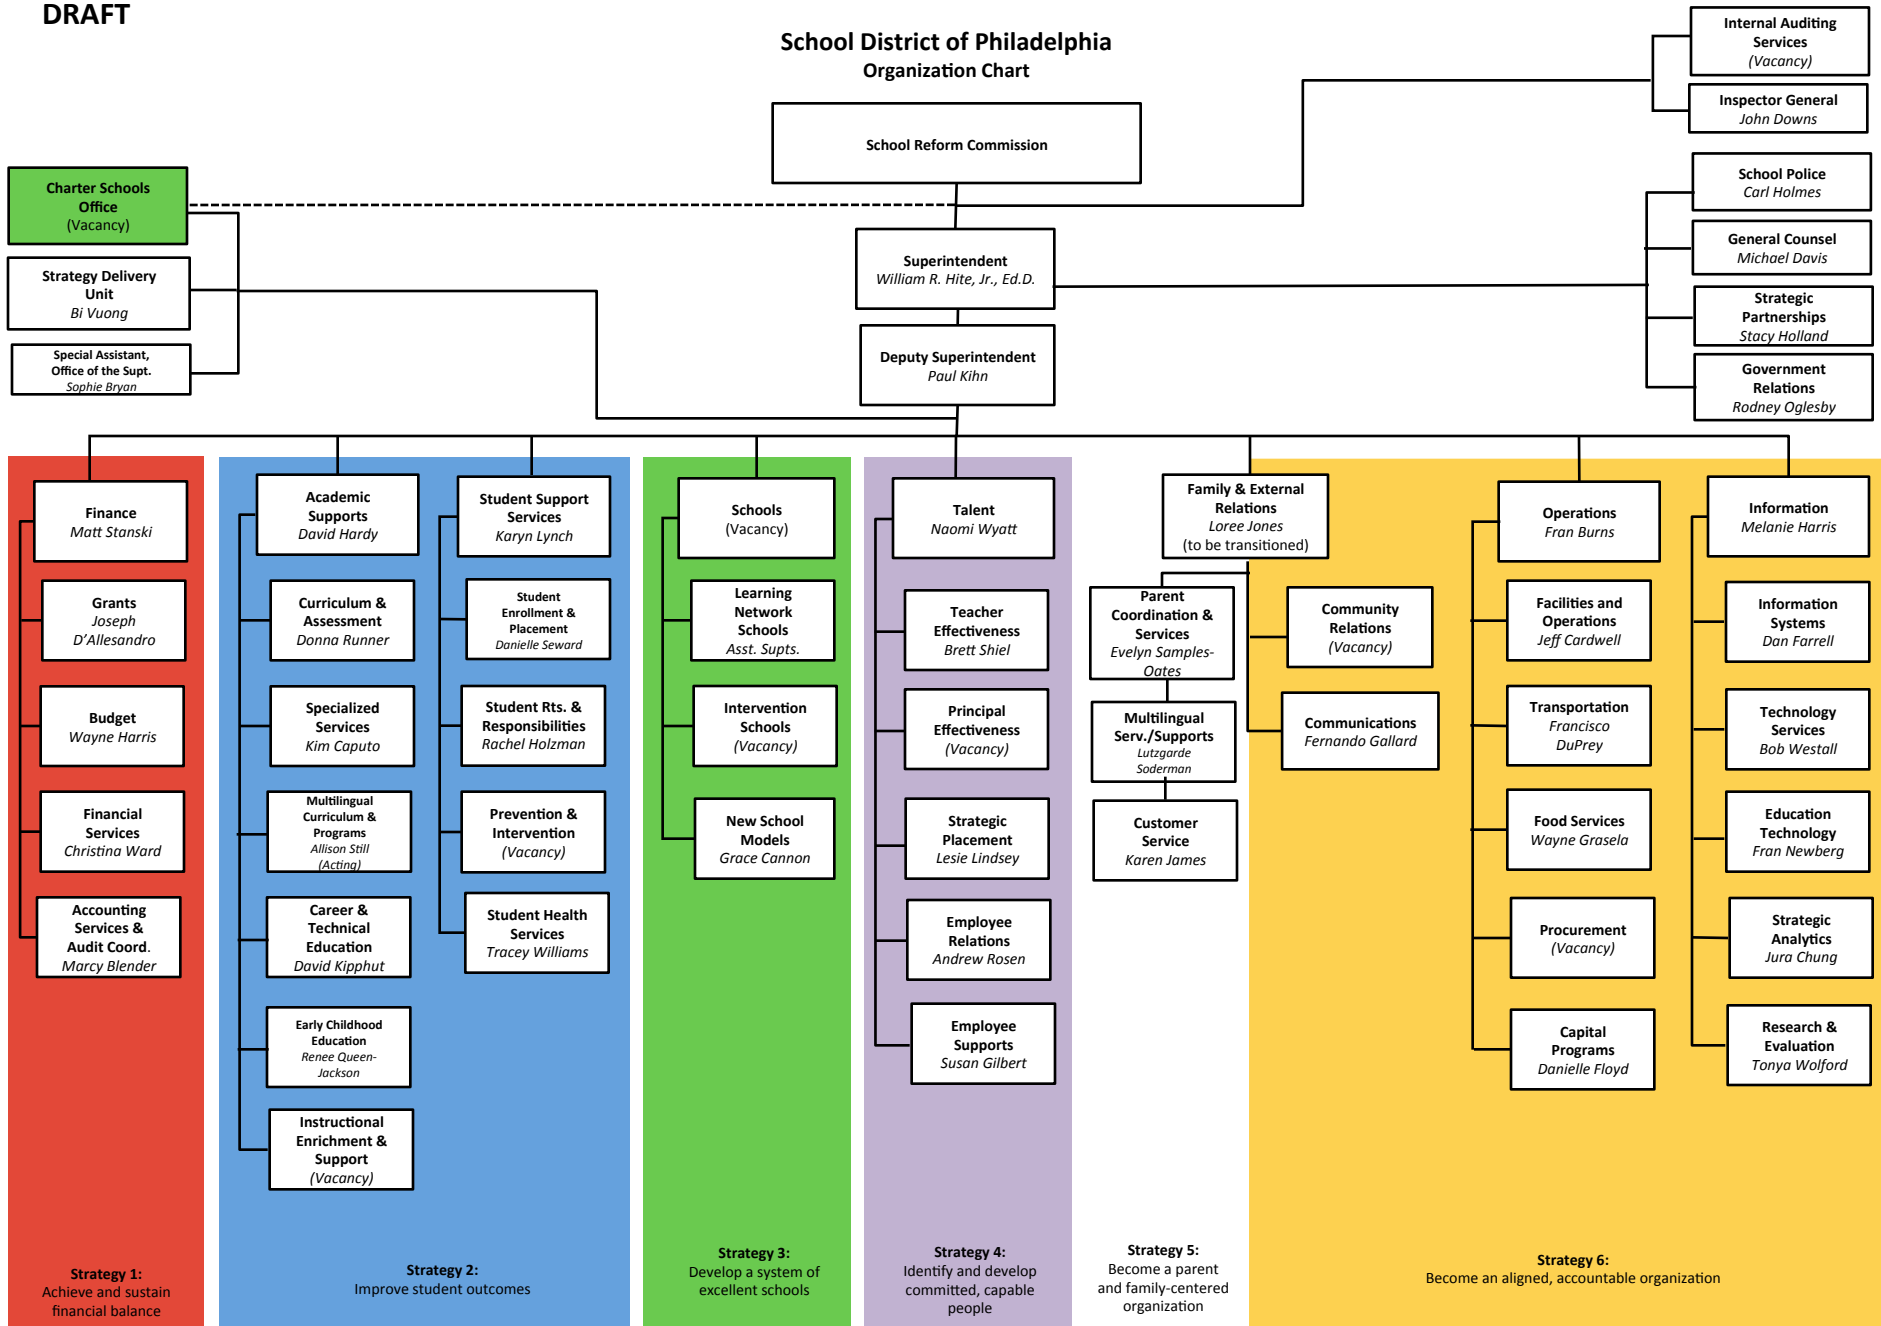 DRAFT
School District of Philadelphia
Organization Chart
Internal Auditing
Services
(Vacancy)
Inspector General
John Downs
School Reform Commission
Charter Schools
Office
(Vacancy)
School Police
Carl Holmes
General Counsel
Michael Davis
Superintendent
William R. Hite, Jr., Ed.D.
Strategy Delivery
Unit
Bi Vuong
Strategic
Partnerships
Stacy Holland
Special Assistant,
Office of the Supt.
Sophie Bryan
Deputy Superintendent
Paul Kihn
Government
Relations
Rodney Oglesby
Finance
Matt Stanski
Grants
Joseph
D’Allesandro
Budget
Wayne Harris
Financial
Services
Christina Ward
Accounting
Services &
Audit Coord.
Marcy Blender
Strategy 1:
Achieve and sustain
financial balance
Academic
Supports
David Hardy
Curriculum &
Assessment
Donna Runner
Specialized
Services
Kim Caputo
Multilingual
Curriculum &
Programs
Allison Still
(Acting)
Career &
Technical
Education
David Kipphut
Early Childhood
Education
Renee Queen-
Jackson
Instructional
Enrichment &
Support
(Vacancy)
Student Support
Services
Karyn Lynch
Student
Enrollment &
Placement
Danielle Seward
Student Rts. &
Responsibilities
Rachel Holzman
Prevention &
Intervention
(Vacancy)
Student Health
Services
Tracey Williams
Strategy 2:
Improve student outcomes
Schools
(Vacancy)
Learning
Network
Schools
Asst. Supts.
Intervention
Schools
(Vacancy)
New School
Models
Grace Cannon
Strategy 3:
Develop a system of
excellent schools
Talent
Naomi Wyatt
Teacher
Effectiveness
Brett Shiel
Principal
Effectiveness
(Vacancy)
Strategic
Placement
Lesie Lindsey
Employee
Relations
Andrew Rosen
Employee
Supports
Susan Gilbert
Strategy 4:
Identify and develop
committed, capable
people
Family & External
Relations
Loree Jones
(to be transitioned)
Parent
Coordination &
Services
Evelyn Samples-
Oates
Multilingual
Serv./Supports
Lutzgarde
Soderman
Customer
Service
Karen James
Strategy 5:
Become a parent
and family-centered
organization
Community
Relations
(Vacancy)
Communications
Fernando Gallard
Operations
Fran Burns
Facilities and
Operations
Jeff Cardwell
Transportation
Francisco
DuPrey
Food Services
Wayne Grasela
Procurement
(Vacancy)
Capital
Programs
Danielle Floyd
Information
Melanie Harris
Information
Systems
Dan Farrell
Technology
Services
Bob Westall
Education
Technology
Fran Newberg
Strategic
Analytics
Jura Chung
Research &
Evaluation
Tonya Wolford
Strategy 6:
Become an aligned, accountable organization